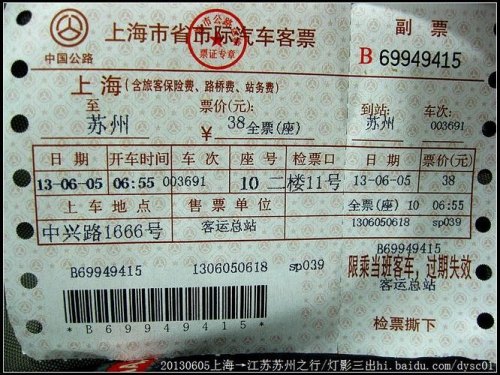 中国公路
上海市省市际汽车客票
副票
B 69949415
票证专章
上海(含旅客保险费、路桥费、站务费)
至
苏州
票价(元):
¥ 38 全票(座)
到站:
苏州
车次:
003691
日期 开车时间 车次 座号 检票口 日期 票价(元)
13-06-05 06:55 003691 10 二楼11号 13-06-05 38
上车地点 售票单位 全票(座) 10 06:55
中兴路1666号 客运总站 1306050618 sp039
B69949415
B69949415 1306050618 sp039 限乘当班客车,过期失效
客运总站
*B69949415*
检票撕下
20130605上海→江苏苏州之行/灯影三出hi.baidu.com/dysc01